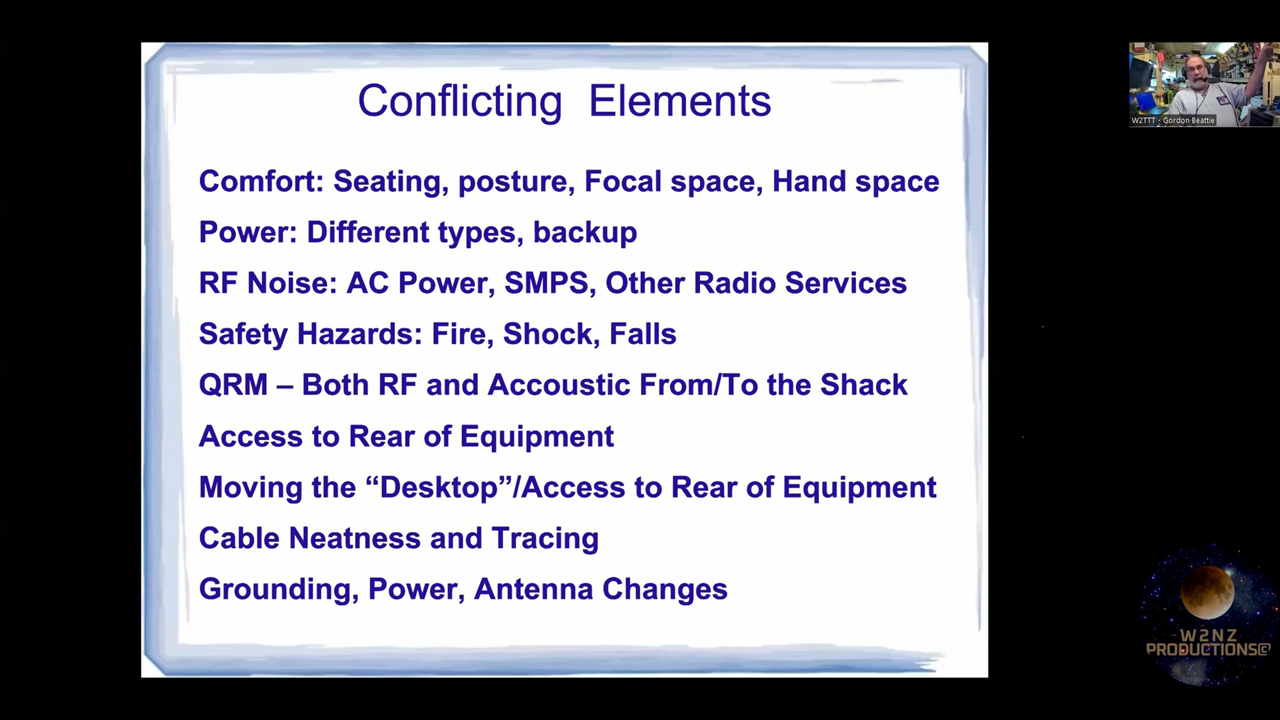 Conflicting Elements
Comfort: Seating, posture, Focal space, Hand space
Power: Different types, backup
RF Noise: AC Power, SMPS, Other Radio Services
Safety Hazards: Fire, Shock, Falls
QRM – Both RF and Accoustic From/To the Shack
Access to Rear of Equipment
Moving the “Desktop”/Access to Rear of Equipment
Cable Neatness and Tracing
Grounding, Power, Antenna Changes
W2TTT - Gordon Beattie
W2NZ
PRODUCTIONS©